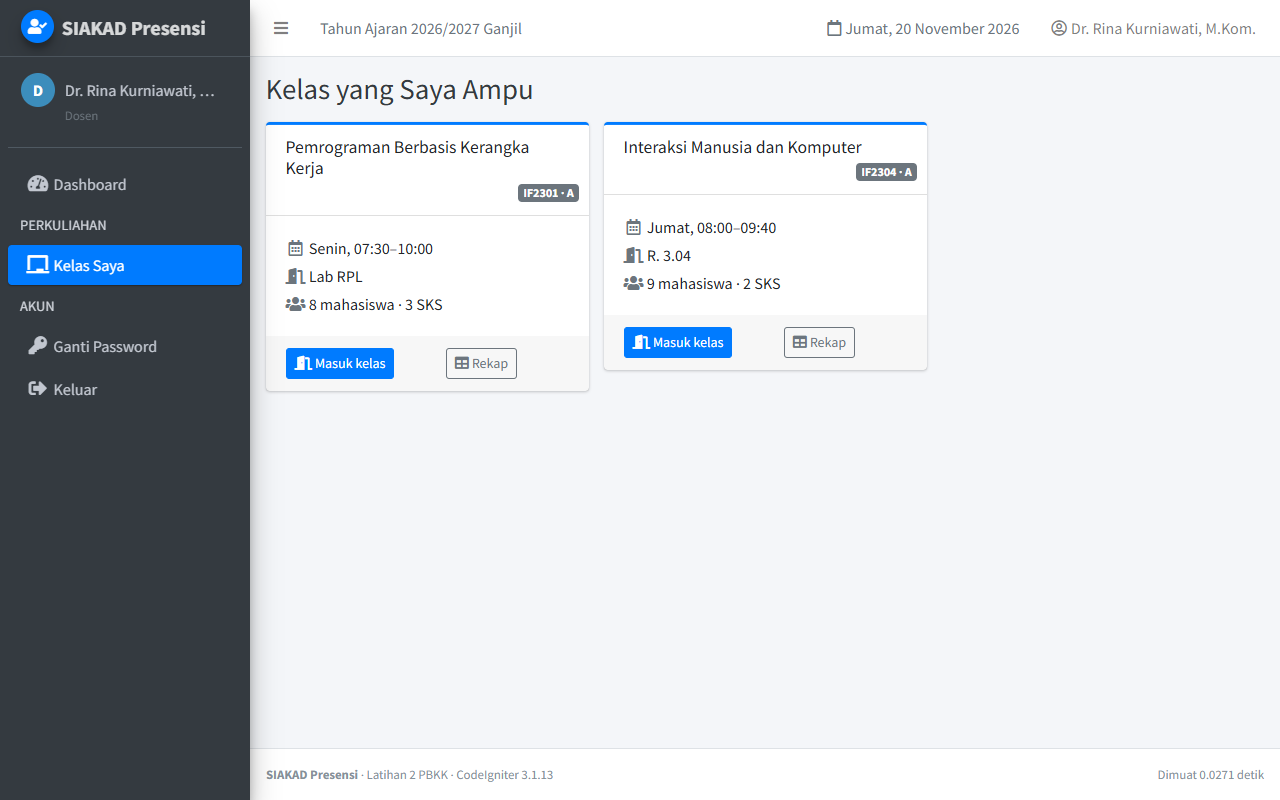 SIAKAD Presensi
Tahun Ajaran 2026/2027 Ganjil
Jumat, 20 November 2026
Dr. Rina Kurniawati, M.Kom.
D
Dr. Rina Kurniawati, ...
Dosen
Dashboard
PERKULIAHAN
Kelas Saya
AKUN
Ganti Password
Keluar
Kelas yang Saya Ampu
Pemrograman Berbasis Kerangka
Kerja
IF2301 · A
Senin, 07:30–10:00
Lab RPL
8 mahasiswa · 3 SKS
Masuk kelas
Rekap
Interaksi Manusia dan Komputer
IF2304 · A
Jumat, 08:00–09:40
R. 3.04
9 mahasiswa · 2 SKS
Masuk kelas
Rekap
SIAKAD Presensi · Latihan 2 PBKK · CodeIgniter 3.1.13
Dimuat 0.0271 detik